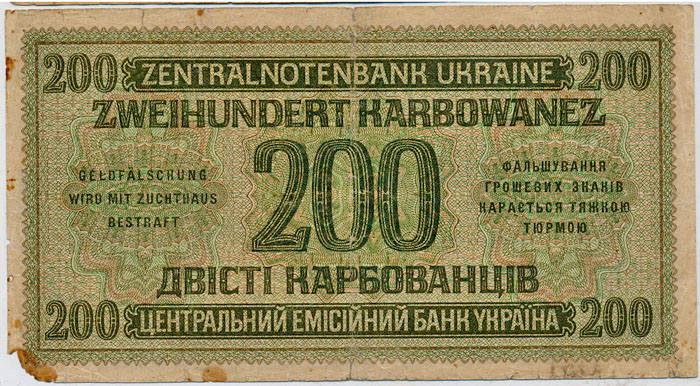 200 ZENTRALNOTENBANK UKRAINE 200
ZWEIHUNDERT KARBOWANEZ
GELDFÄLSCHUNG
WIRD MIT ZUCHTHAUS
BESTRAFT
200
ФАЛЬШУВАННЯ
ГРОШЕВИХ ЗНАКІВ
КАРАЄТЬСЯ ТЯЖКОЮ
ТЮРМОЮ
ДВІСТІ КАРБОВАНЦІВ
200 ЦЕНТРАЛЬНИЙ ЕМІСІЙНИЙ БАНК УКРАЇНА 200